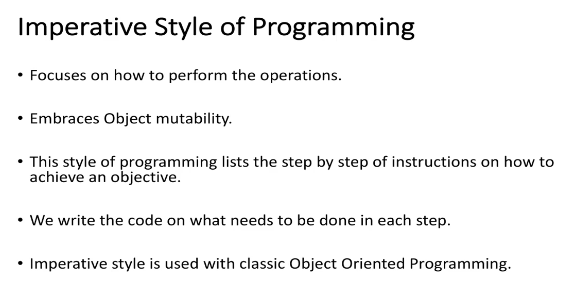 Imperative Style of Programming
• Focuses on how to perform the operations.
• Embraces Object mutability.
• This style of programming lists the step by step of instructions on how to
achieve an objective.
• We write the code on what needs to be done in each step.
• Imperative style is used with classic Object Oriented Programming.